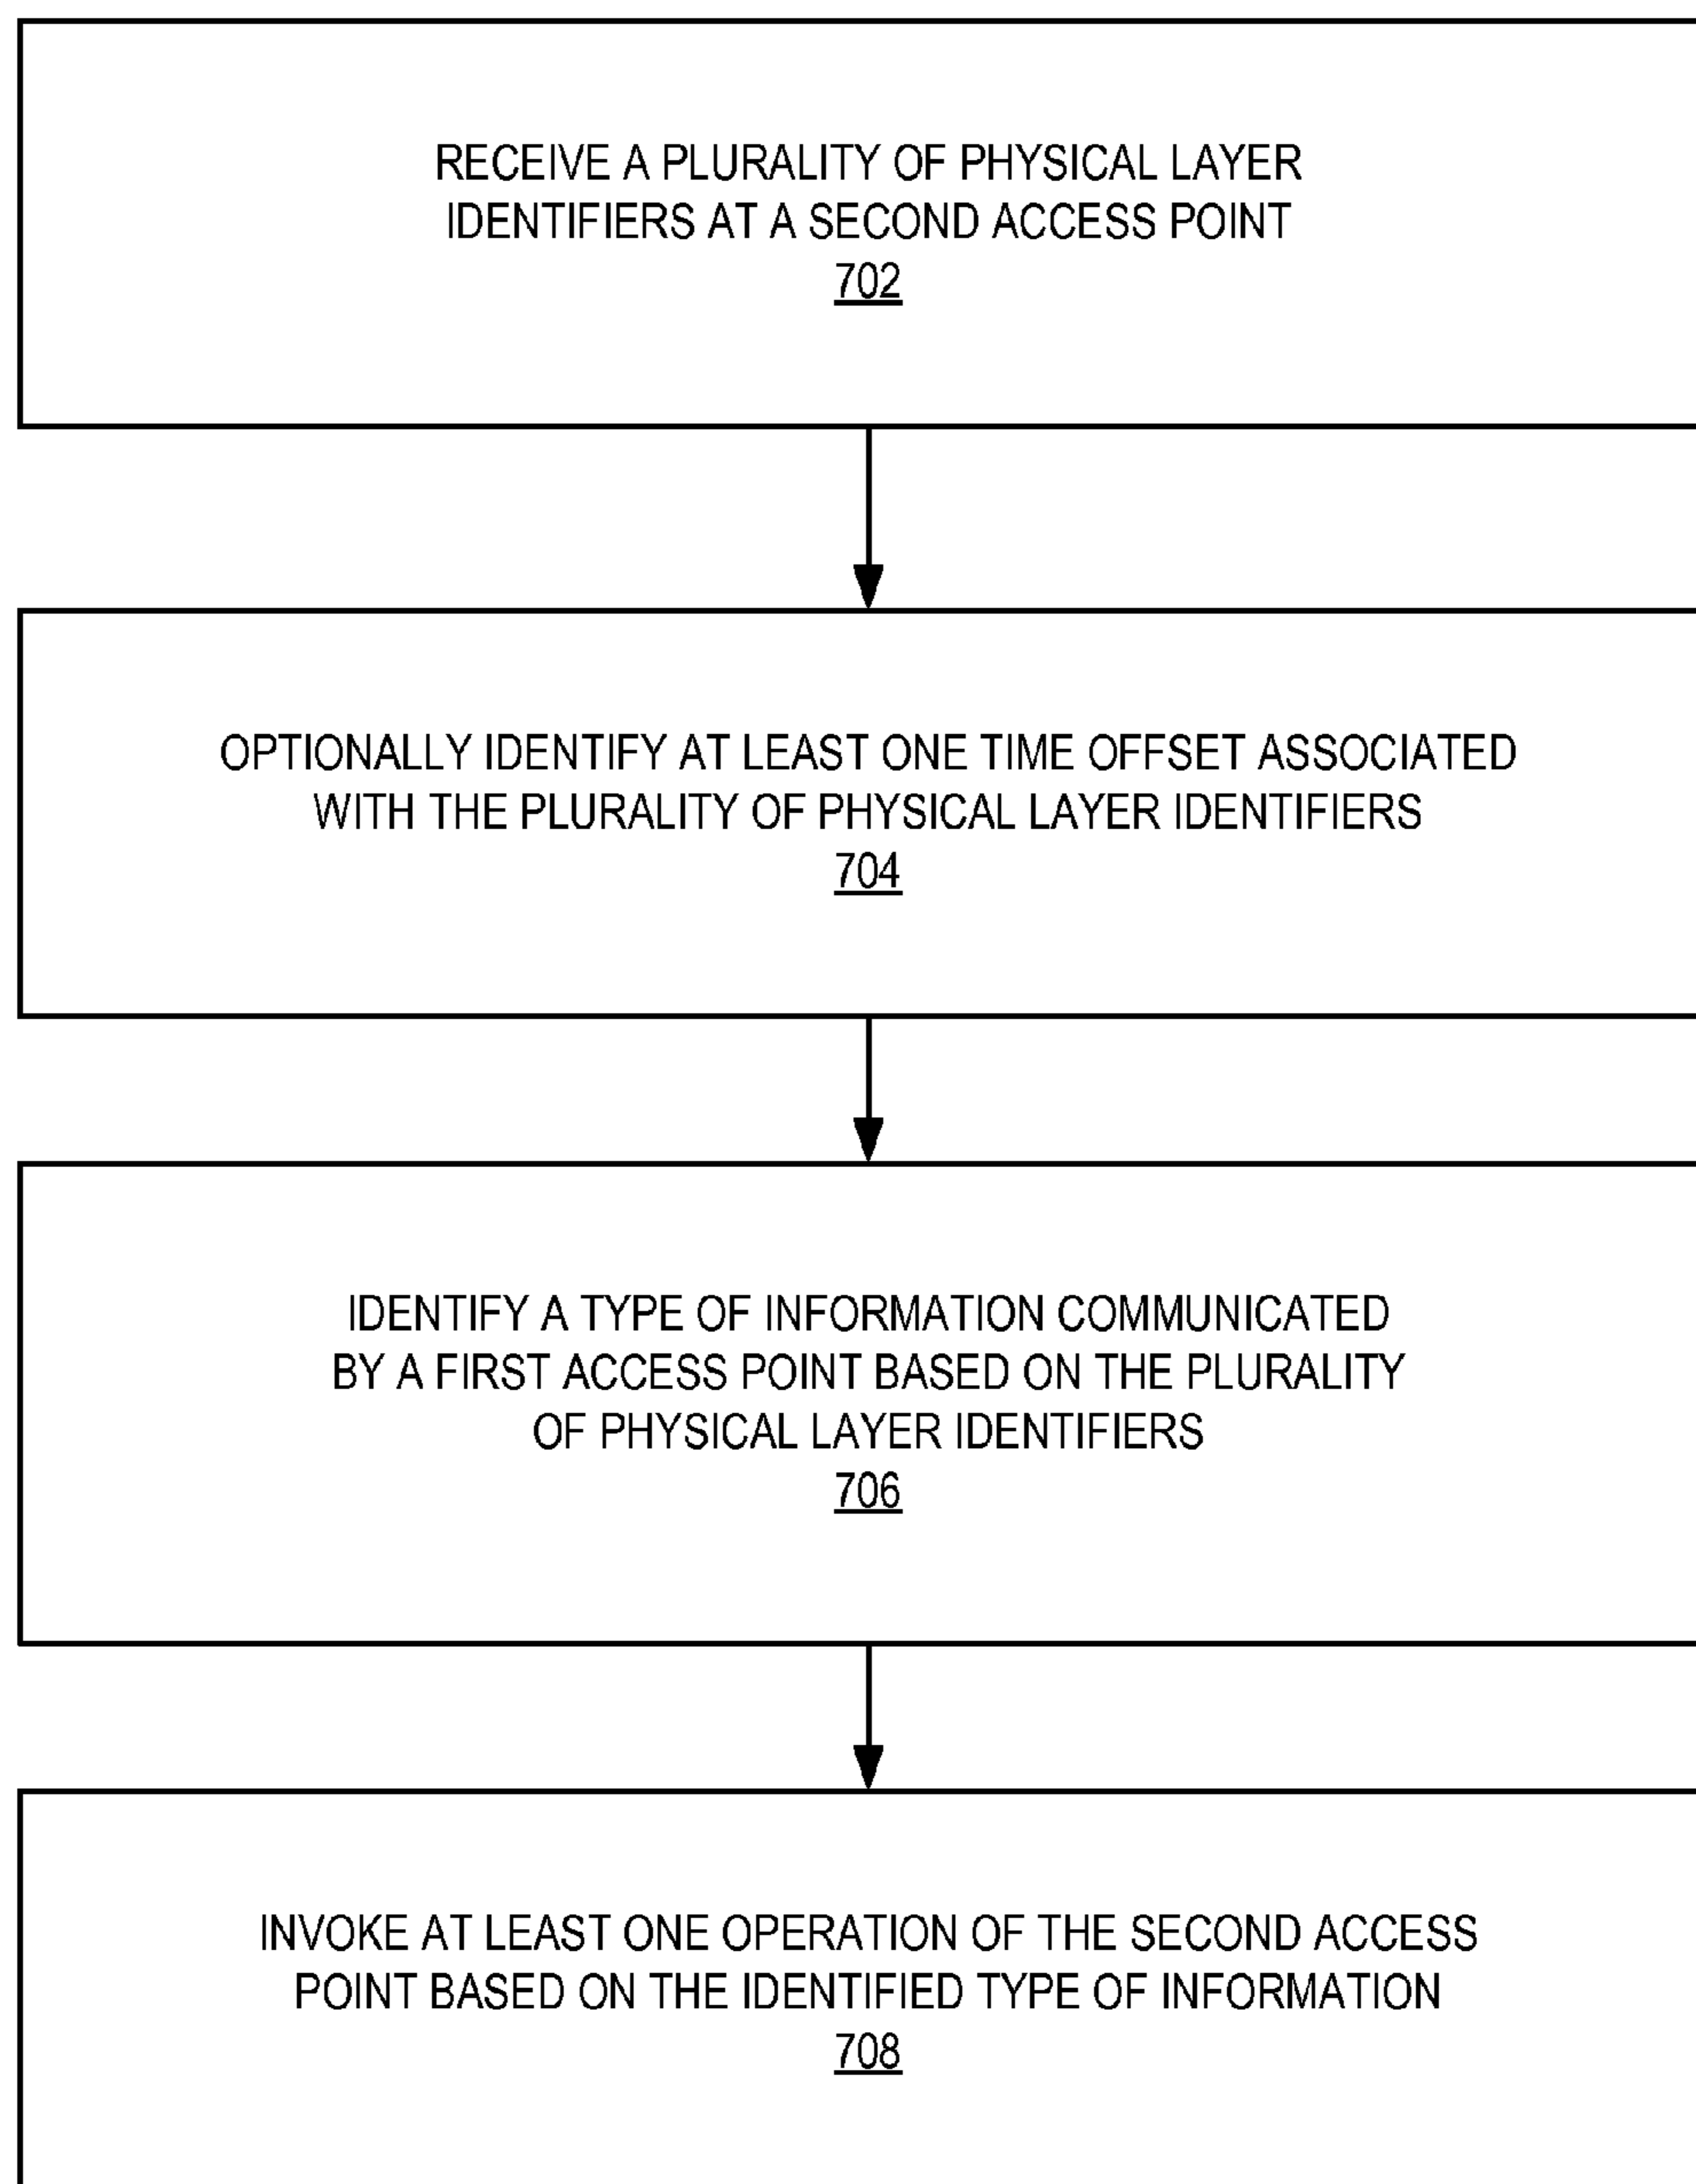 RECEIVE A PLURALITY OF PHYSICAL LAYER
IDENTIFIERS AT A SECOND ACCESS POINT
702
OPTIONALLY IDENTIFY AT LEAST ONE TIME OFFSET ASSOCIATED
WITH THE PLURALITY OF PHYSICAL LAYER IDENTIFIERS
704
IDENTIFY A TYPE OF INFORMATION COMMUNICATED
BY A FIRST ACCESS POINT BASED ON THE PLURALITY
OF PHYSICAL LAYER IDENTIFIERS
706
INVOKE AT LEAST ONE OPERATION OF THE SECOND ACCESS
POINT BASED ON THE IDENTIFIED TYPE OF INFORMATION
708